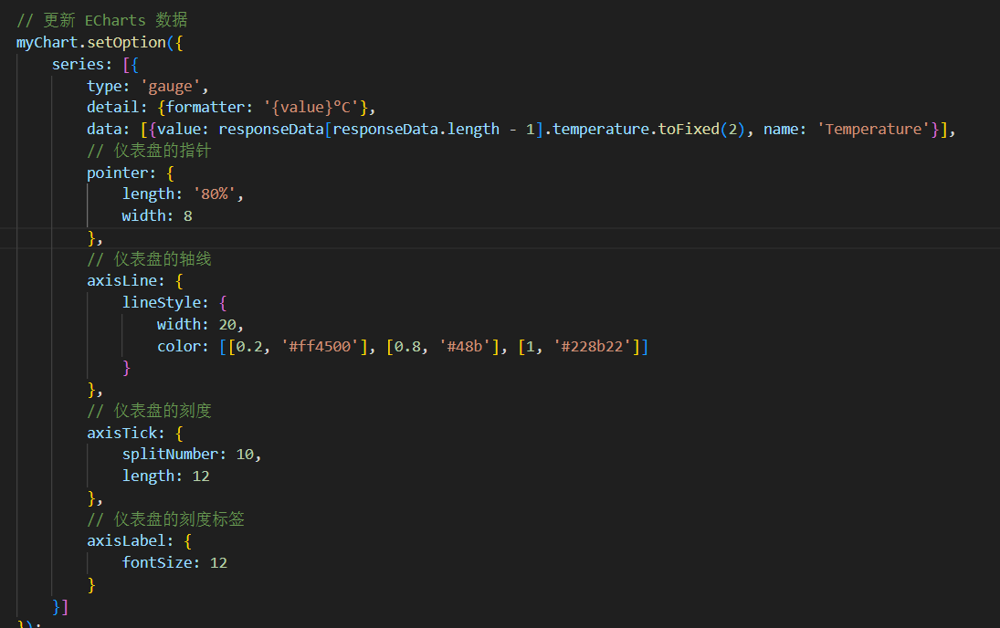 // 更新 ECharts 数据
myChart.setOption({
    series: [{
        type: 'gauge',
        detail: {formatter: '{value}°C'},
        data: [{value: responseData[responseData.length - 1].temperature.toFixed(2), name: 'Temperature'}],
        // 仪表盘的指针
        pointer: {
            length: '80%',
            width: 8
        },
        // 仪表盘的轴线
        axisLine: {
            lineStyle: {
                width: 20,
                color: [[0.2, '#ff4500'], [0.8, '#48b'], [1, '#228b22']]
            }
        },
        // 仪表盘的刻度
        axisTick: {
            splitNumber: 10,
            length: 12
        },
        // 仪表盘的刻度标签
        axisLabel: {
            fontSize: 12
        }
    }]
});